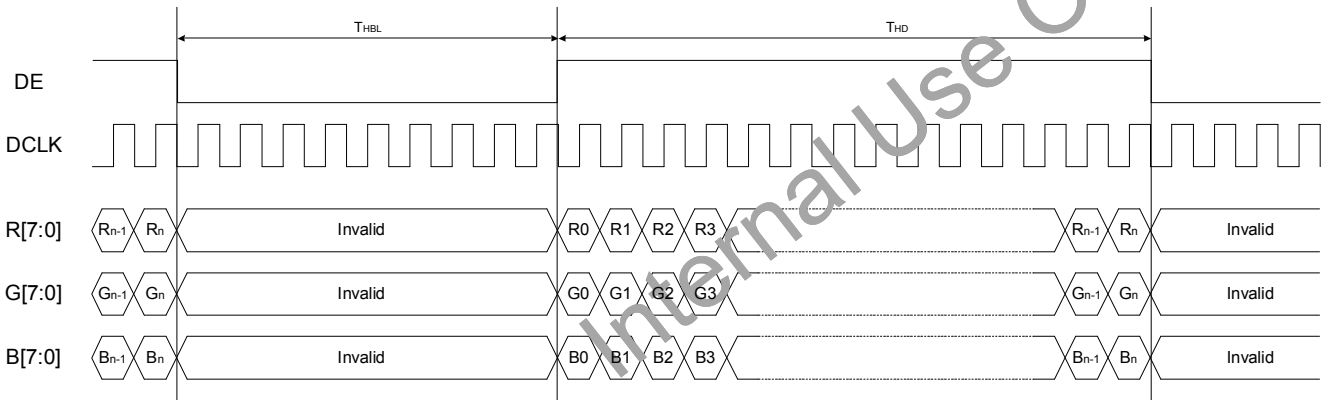 THBL THD
DE
DCLK
R[7:0] Rn-1 Rn Invalid R0 R1 R2 R3 Rn-1 Rn Invalid
G[7:0] Gn-1 Gn Invalid G0 G1 G2 G3 Gn-1 Gn Invalid
B[7:0] Bn-1 Bn Invalid B0 B1 B2 B3 Bn-1 Bn Invalid
Internal Use